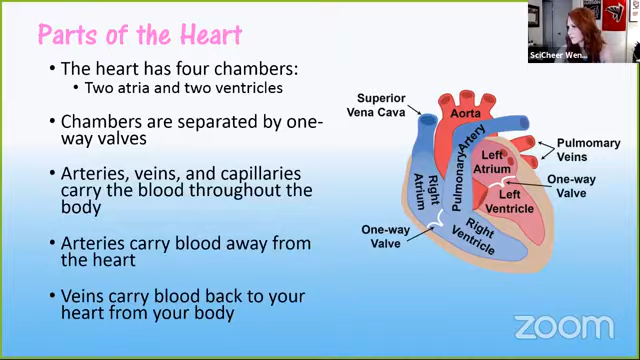 Parts of the Heart
• The heart has four chambers:
• Two atria and two ventricles
• Chambers are separated by one-
way valves
• Arteries, veins, and capillaries
carry the blood throughout the
body
• Arteries carry blood away from
the heart
• Veins carry blood back to your
heart from your body
Superior
Vena Cava
Aorta
Pulmonary Artery
Left
Atrium
Pulmomary
Veins
One-way
Valve
Left
Ventricle
Right
Atrium
Right
Ventricle
One-way
Valve
SciCheer Wen...
zoom